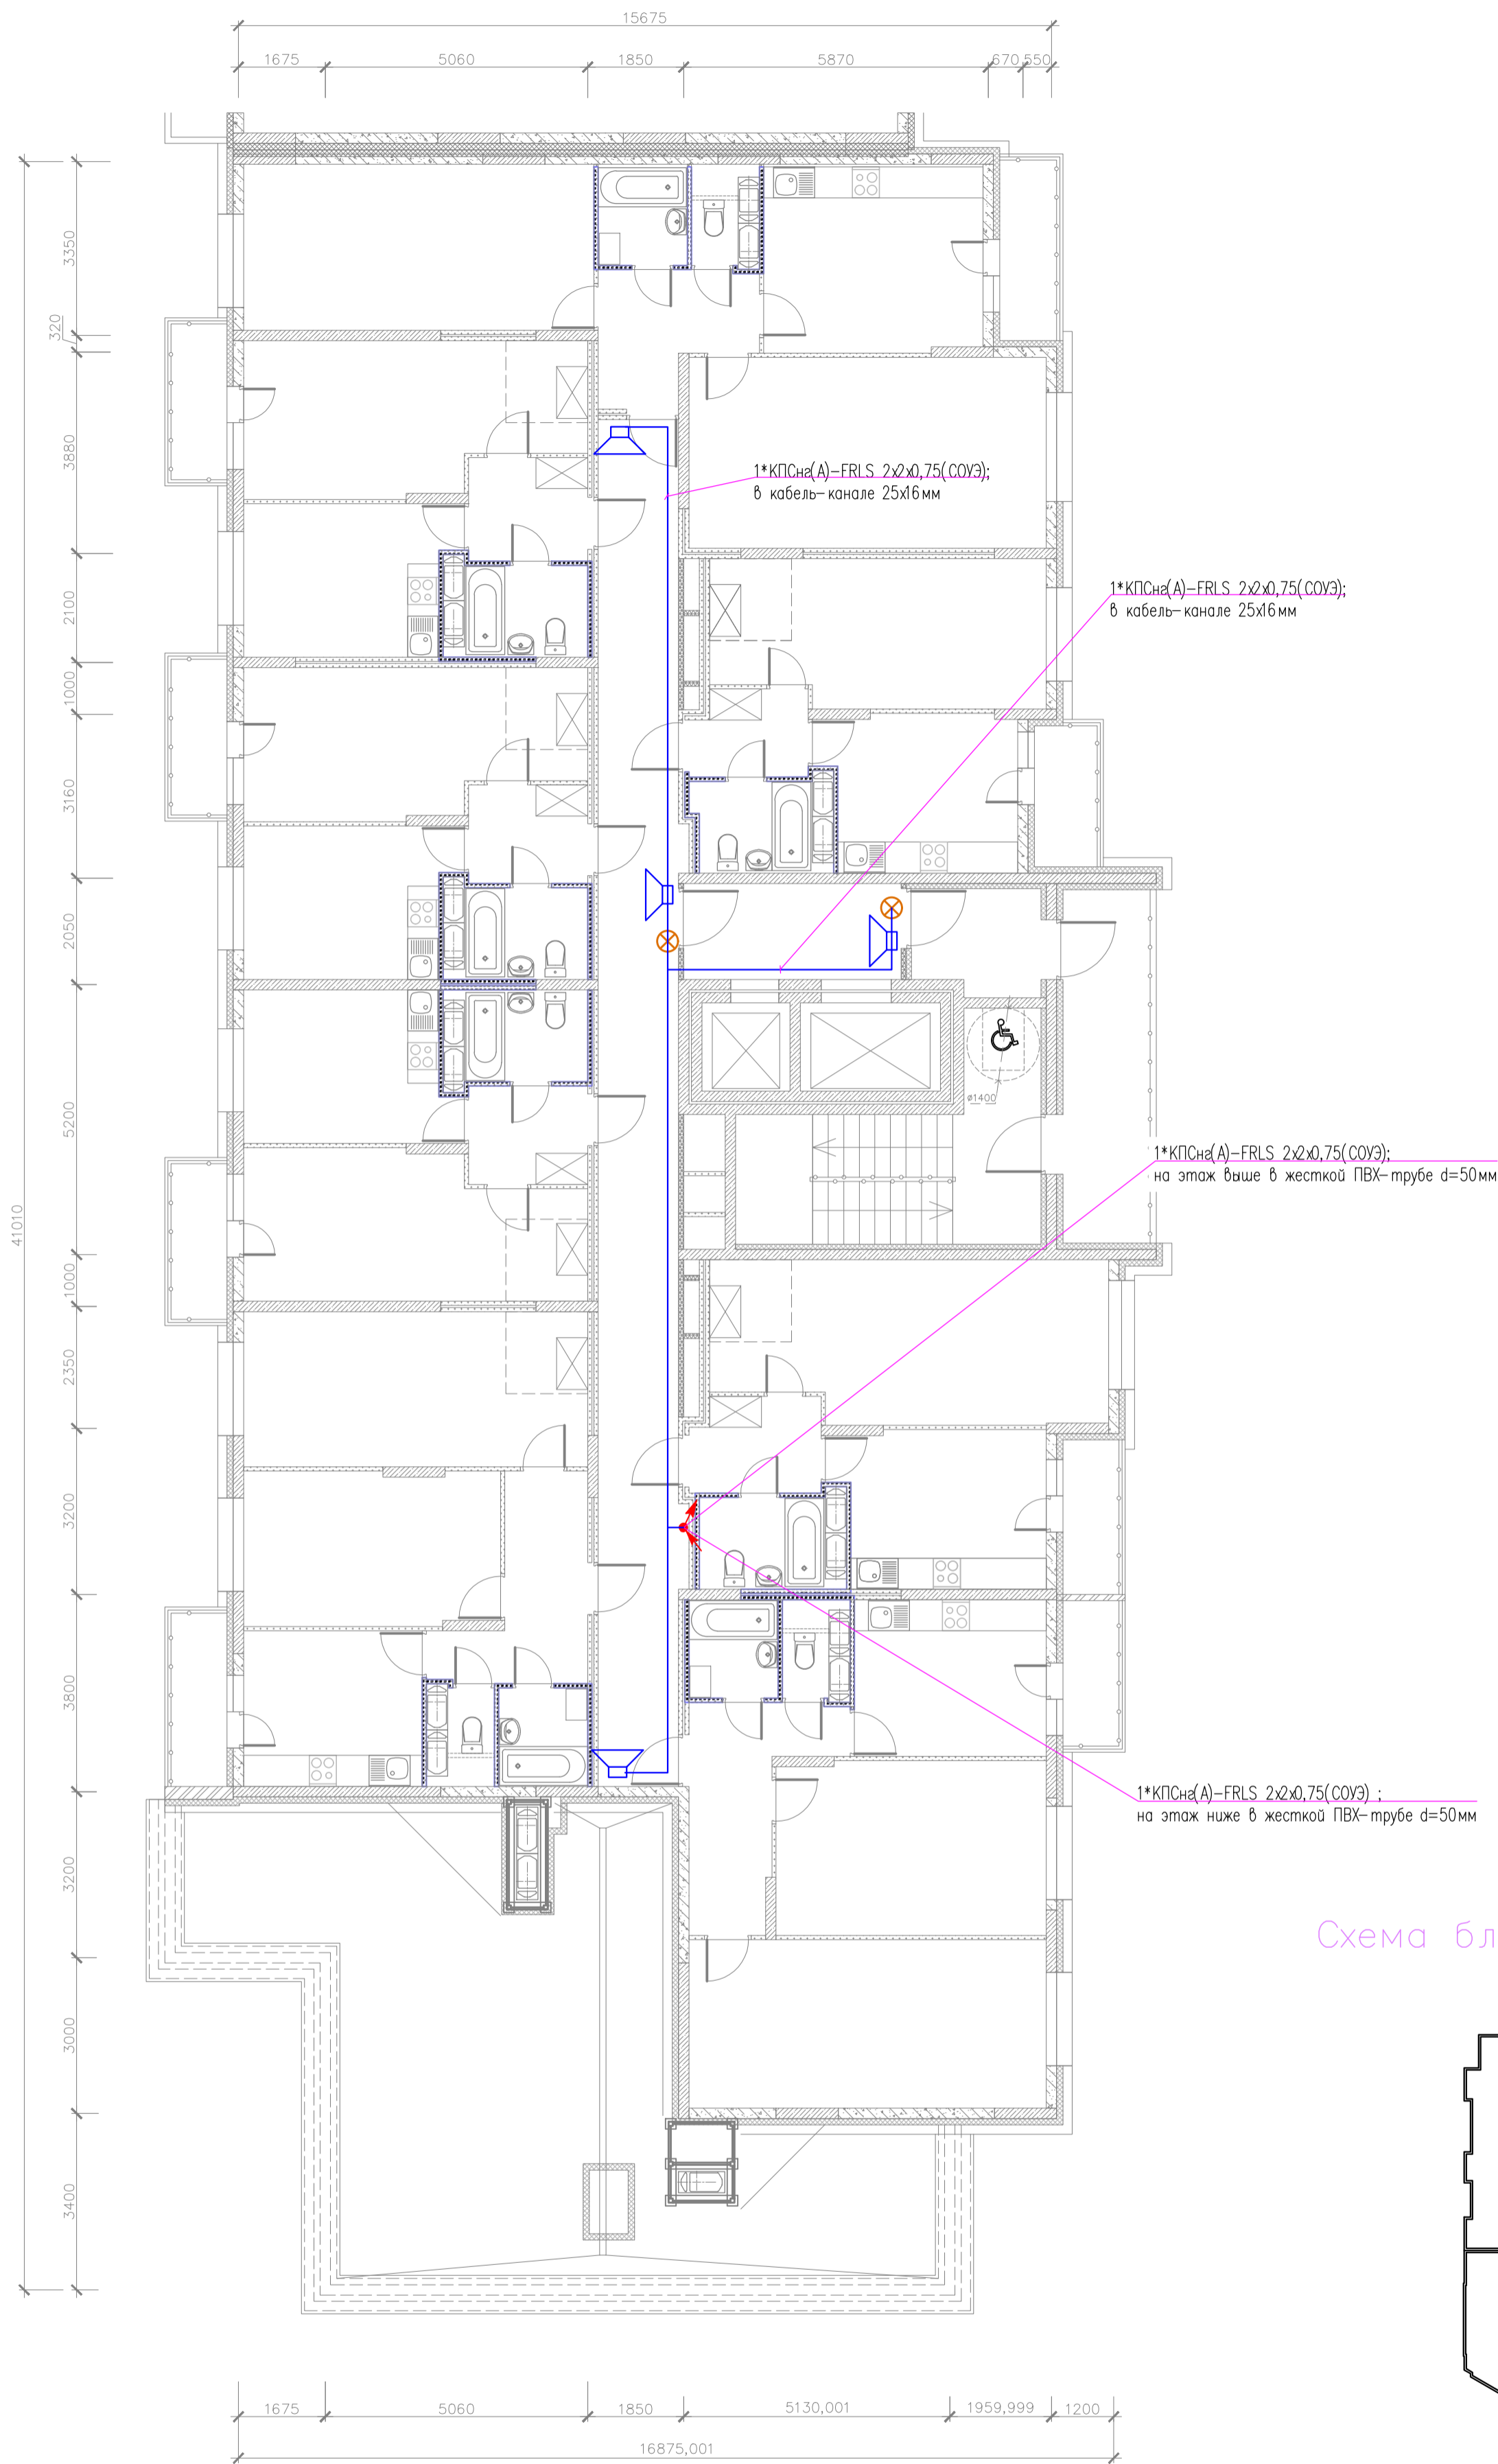 15675
1675 5060 1850 5870 670 550
3350
320
3880
2100
1000
3160
2050
5200
1000
2350
3200
3800
3200
3000
3400
41010
1*КПСнг(А)-FRLS 2х2х0,75(СОУЭ);
в кабель-канале 25х16мм
1*КПСнг(А)-FRLS 2х2х0,75(СОУЭ);
в кабель-канале 25х16мм
ø1400
1*КПСнг(А)-FRLS 2х2х0,75(СОУЭ);
на этаж выше в жесткой ПВХ-трубе d=50мм
1*КПСнг(А)-FRLS 2х2х0,75(СОУЭ) ;
на этаж ниже в жесткой ПВХ-трубе d=50мм
Схема бл
1675 5060 1850 5130,001 1959,999 1200
16875,001